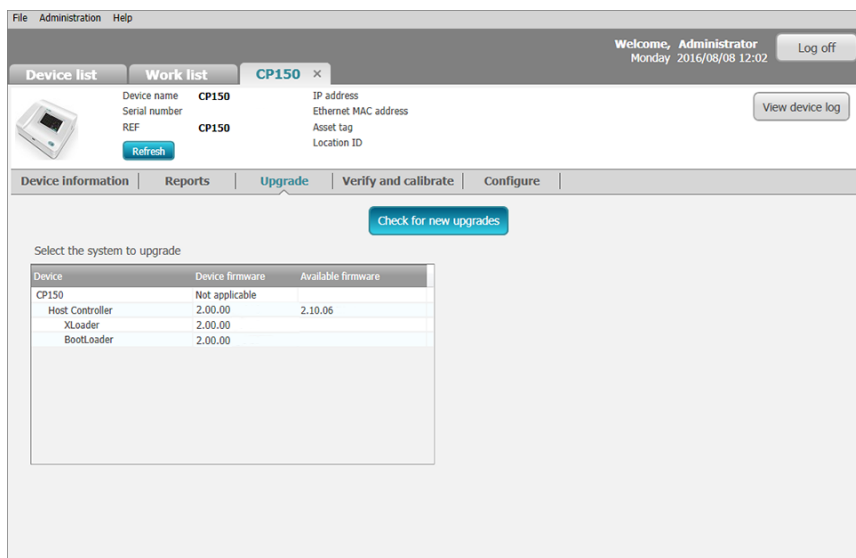 File Administration Help
Welcome, Administrator
Monday 2016/08/08 12:02
Log off
Device list Work list CP150 ×
Device name CP150 IP address
Serial number Ethernet MAC address
REF CP150 Asset tag
Location ID
Refresh
View device log
Device information Reports Upgrade Verify and calibrate Configure
Check for new upgrades
Select the system to upgrade
Device Device firmware Available firmware
CP150 Not applicable
Host Controller 2.00.00 2.10.06
XLoader 2.00.00
BootLoader 2.00.00